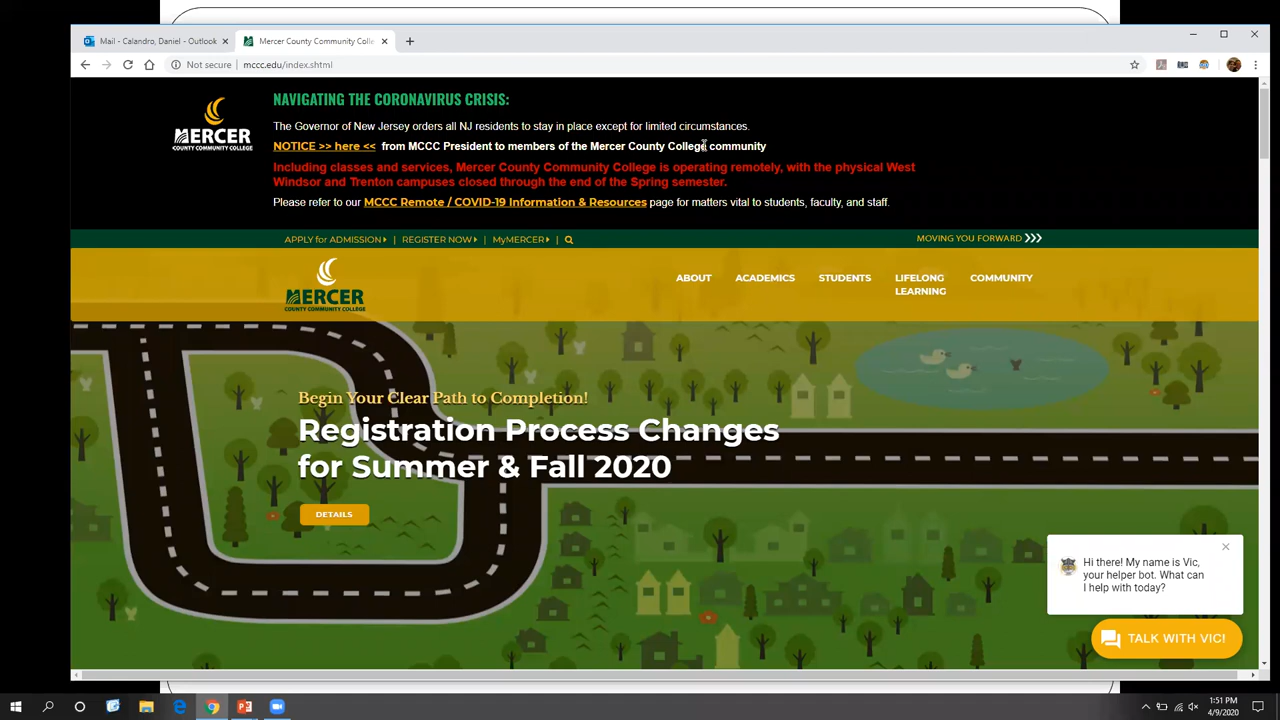 Mail - Calandro, Daniel - Outlook
Mercer County Community Colle
Not secure
mccc.edu/index.shtml
MERCER
COUNTY COMMUNITY COLLEGE
NAVIGATING THE CORONAVIRUS CRISIS:
The Governor of New Jersey orders all NJ residents to stay in place except for limited circumstances.
NOTICE >> here << from MCCC President to members of the Mercer County College community
Including classes and services, Mercer County Community College is operating remotely, with the physical West
Windsor and Trenton campuses closed through the end of the Spring semester.
Please refer to our MCCC Remote / COVID-19 Information & Resources page for matters vital to students, faculty, and staff.
APPLY for ADMISSION | REGISTER NOW | MyMERCER |
MOVING YOU FORWARD
MERCER
COUNTY COMMUNITY COLLEGE
ABOUT ACADEMICS STUDENTS LIFELONG LEARNING COMMUNITY
Begin Your Clear Path to Completion!
Registration Process Changes
for Summer & Fall 2020
DETAILS
Hi there! My name is Vic,
your helper bot. What can
I help with today?
TALK WITH VIC!
1:51 PM
4/9/2020